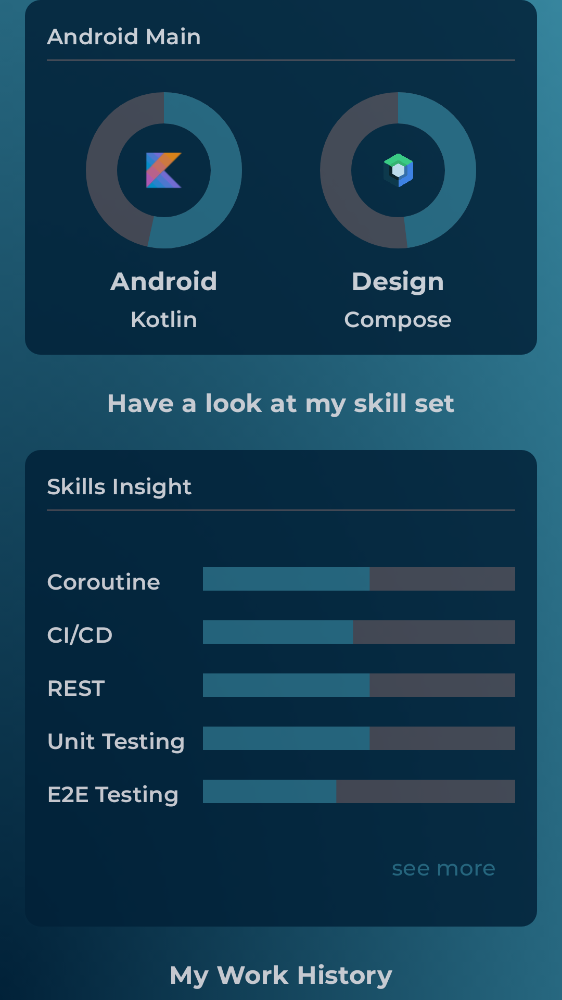 Android Main
Android
Design
Kotlin
Compose
Have a look at my skill set
Skills Insight
Coroutine
CI/CD
REST
Unit Testing
E2E Testing
see more
My Work History